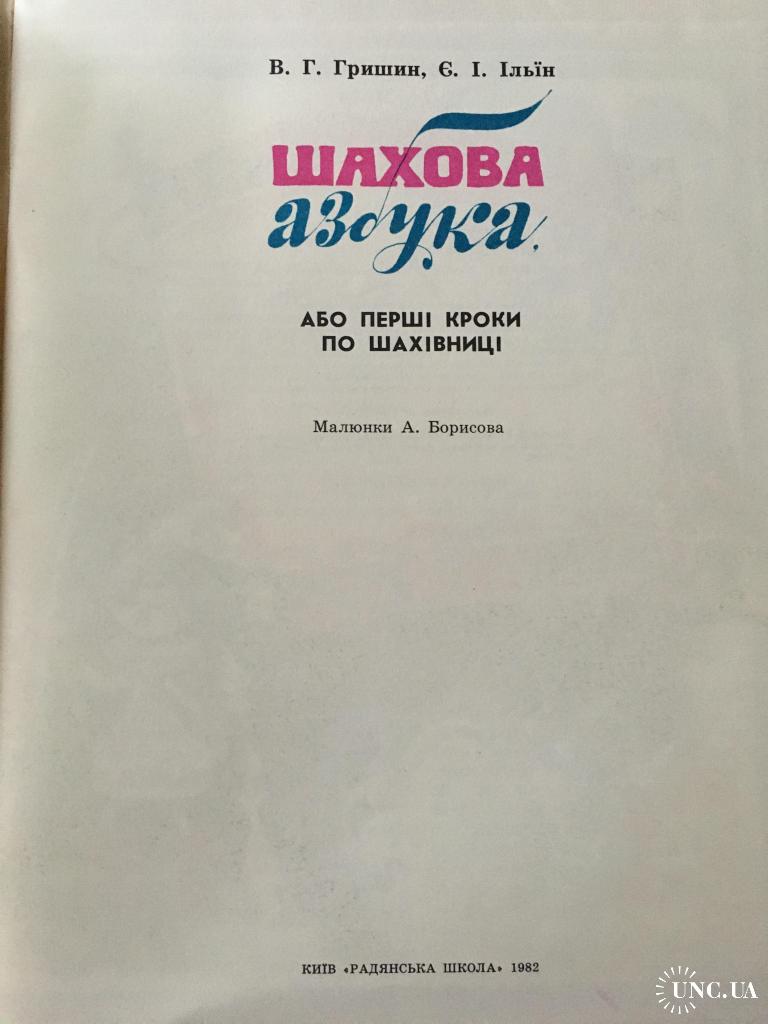 В. Г. Гришин, Є. І. Ільїн
ШАХОВА
азбука,
АБО ПЕРШІ КРОКИ
ПО ШАХІВНИЦІ
Малюнки А. Борисова
КИЇВ «РАДЯНСЬКА ШКОЛА» 1982
UNC.UA